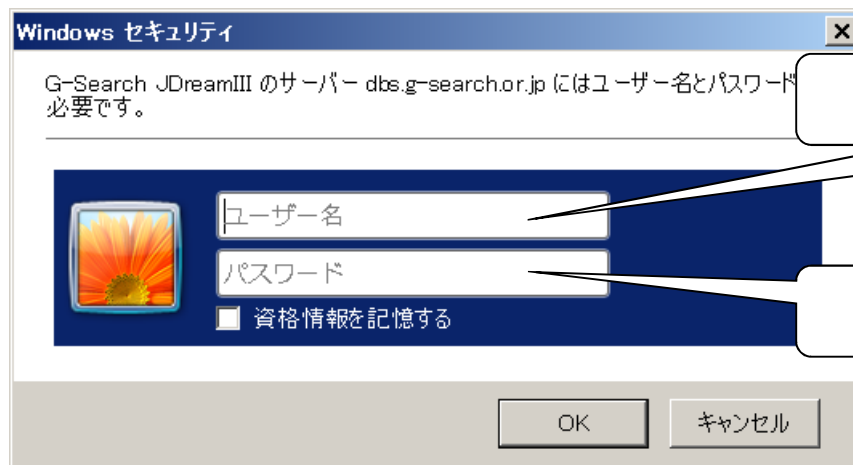 Windows セキュリティ
G-Search JDreamIII のサーバー dbs.g-search.or.jp にはユーザー名とパスワード
必要です。
ユーザー名
パスワード
資格情報を記憶する
OK
キャンセル